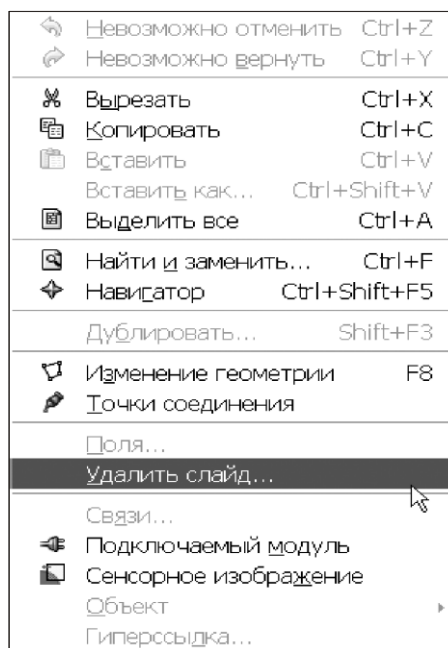 Невозможно отменить Ctrl+Z
Невозможно вернуть Ctrl+Y
Вырезать Ctrl+X
Копировать Ctrl+C
Вставить Ctrl+V
Вставить как... Ctrl+Shift+V
Выделить все Ctrl+A
Найти и заменить... Ctrl+F
Навигатор Ctrl+Shift+F5
Дублировать... Shift+F3
Изменение геометрии F8
Точки соединения
Поля...
Удалить слайд...
Связи...
Подключаемый модуль
Сенсорное изображение
Объект
Гиперссылка...